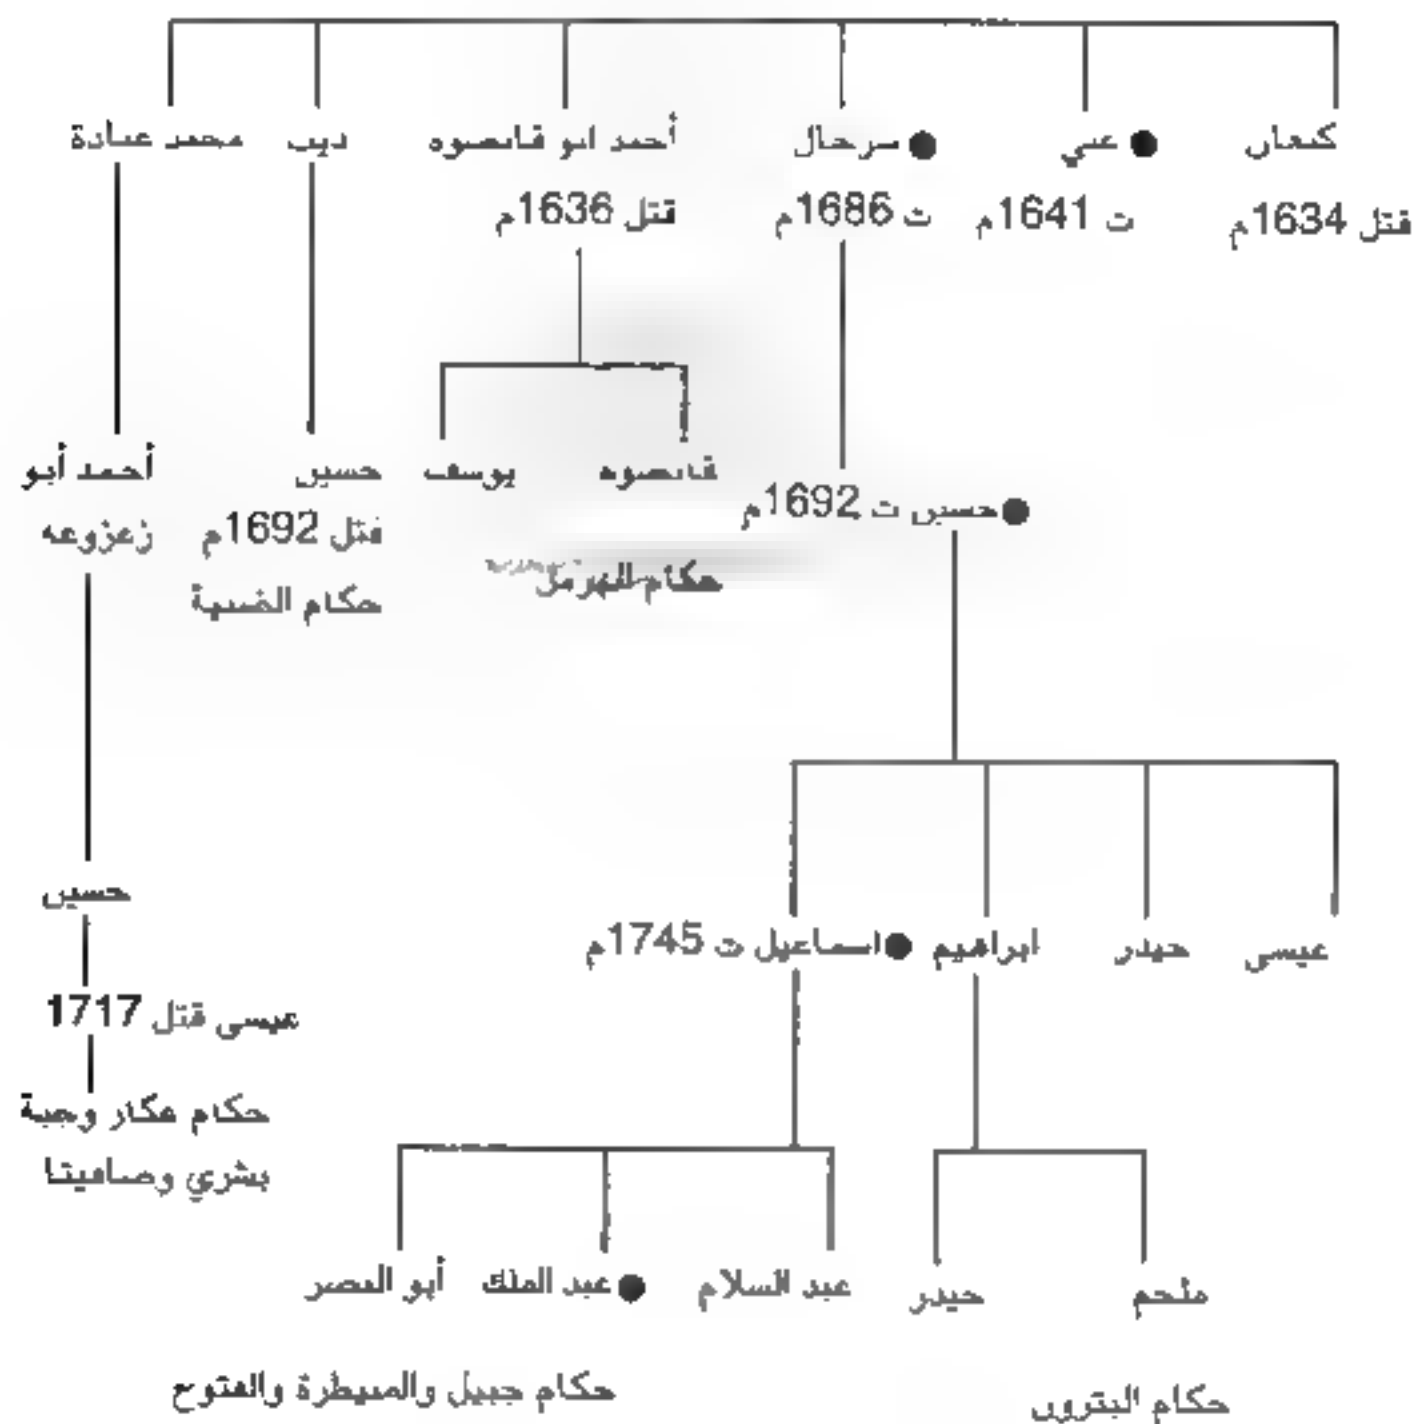 كنعان
علي
سرحال
أحمد ابو قانصوه
ديب
محمد عبادة
قتل 1634م
ت 1641م
ت 1686م
قتل 1636م
قانصوه
يوسف
حسين
أحمد أبو
حسين ت 1692م
قتل 1692م
زعزوعه
حكام الهرمل
حكام الضنية
حسين
عيسى
حيدر
ابراهيم
اسماعيل ت 1745م
عيسى قتل 1717
حكام عكار وجبة
بشري وصافيتا
ملحم
حيدر
عبد السلام
عبد الملك
أبو النصر
حكام البترون
حكام جبيل والمنيطرة والفتوح